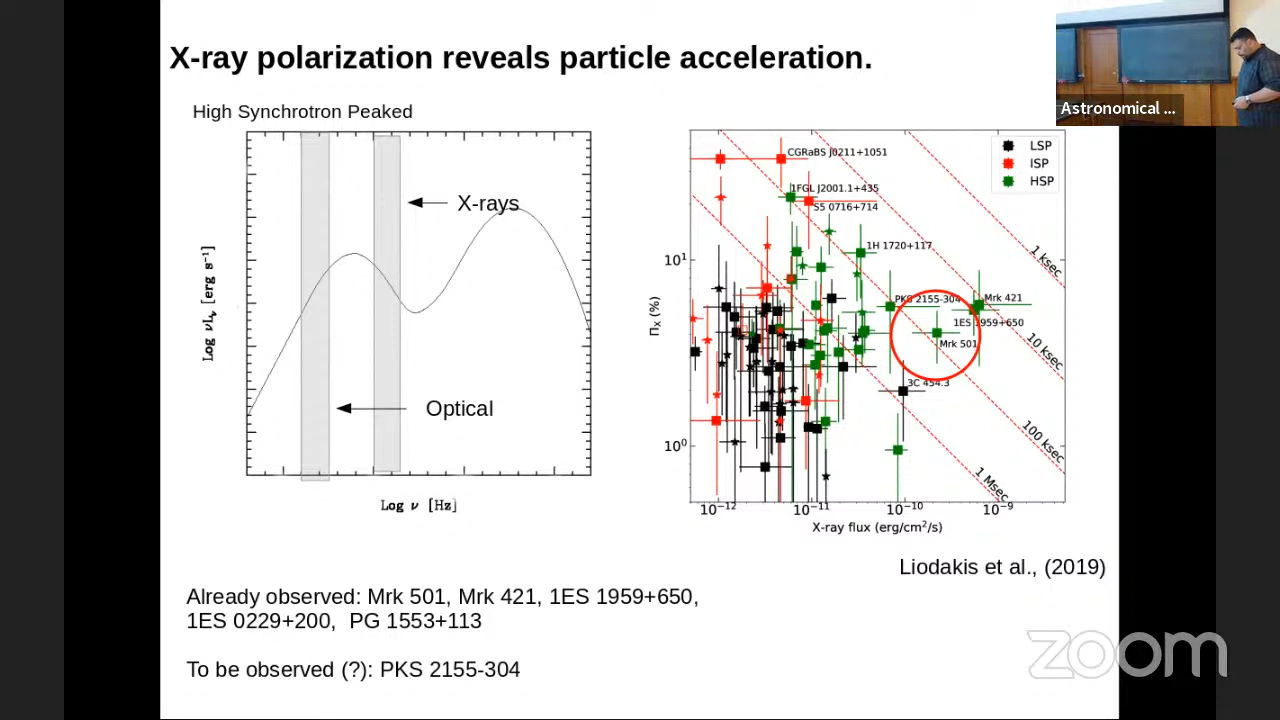 X-ray polarization reveals particle acceleration.
Astronomical ...
High Synchrotron Peaked
X-rays
Optical
Log νI, [erg s⁻¹]
Log ν [Hz]
LSP
ISP
HSP
CGRaBS J0211+1051
1FGL J2001.1+435
S5 0716+714
1H 1720+117
PKS 2155-304
Mrk 421
1ES 1959+650
Mrk 501
3C 454.3
1 ksec
10 ksec
100 ksec
1 Msec
10¹
10⁰
Πx (%)
10⁻¹² 10⁻¹¹ 10⁻¹⁰ 10⁻⁹
X-ray flux (erg/cm²/s)
Liodakis et al., (2019)
Already observed: Mrk 501, Mrk 421, 1ES 1959+650,
1ES 0229+200, PG 1553+113
To be observed (?): PKS 2155-304
zoom